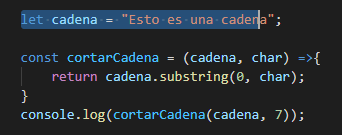 let cadena = "Esto es una cadena";
const cortarCadena = (cadena, char) =>{
return cadena.substring(0, char);
}
console.log(cortarCadena(cadena, 7));